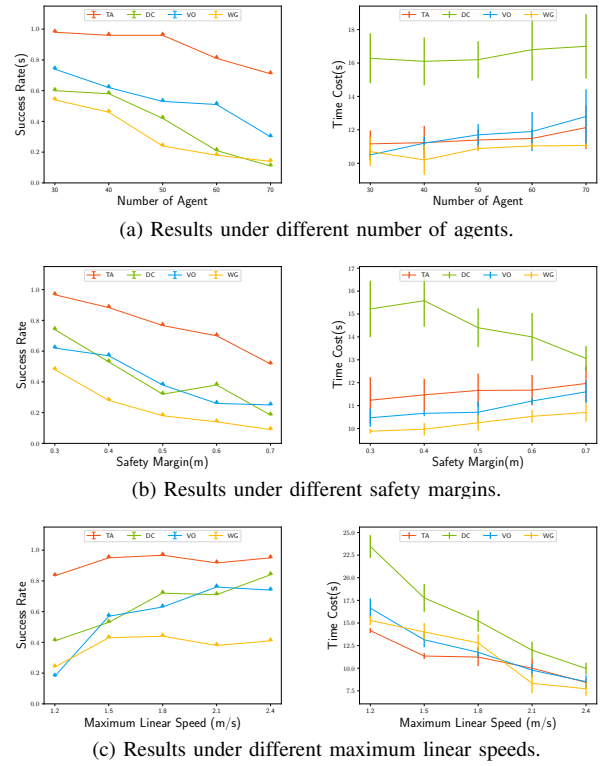 TA DC VO WG
1.0
0.8
0.6
0.4
0.2
0.0
Success Rate(s)
30 40 50 60 70
Number of Agent
TA DC VO WG
18
16
14
12
10
Time Cost(s)
30 40 50 60 70
Number of Agent
(a) Results under different number of agents.
TA DC VO WG
1.0
0.8
0.6
0.4
0.2
0.0
Success Rate
0.3 0.4 0.5 0.6 0.7
Safety Margin(m)
TA DC VO WG
17
16
15
14
13
12
11
10
Time Cost(s)
0.3 0.4 0.5 0.6 0.7
Safety Margin(m)
(b) Results under different safety margins.
TA DC VO WG
1.0
0.8
0.6
0.4
0.2
0.0
Success Rate
1.2 1.5 1.8 2.1 2.4
Maximum Linear Speed (m/s)
TA DC VO WG
25.0
22.5
20.0
17.5
15.0
12.5
10.0
7.5
Time Cost(s)
1.2 1.5 1.8 2.1 2.4
Maximum Linear Speed (m/s)
(c) Results under different maximum linear speeds.